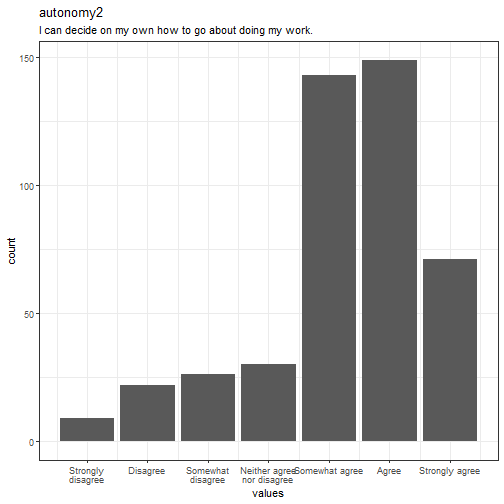 autonomy2
I can decide on my own how to go about doing my work.
150
100
50
0
count
Strongly
disagree
Disagree
Somewhat
disagree
Neither agree
nor disagree
Somewhat agree
Agree
Strongly agree
values